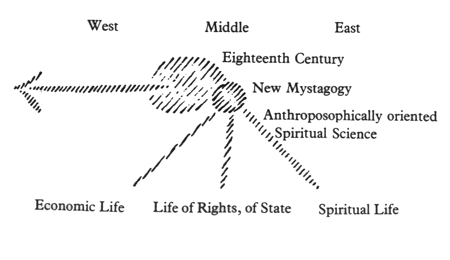 West Middle East
Eighteenth Century
New Mystagogy
Anthroposophically oriented
Spiritual Science
Economic Life Life of Rights, of State Spiritual Life